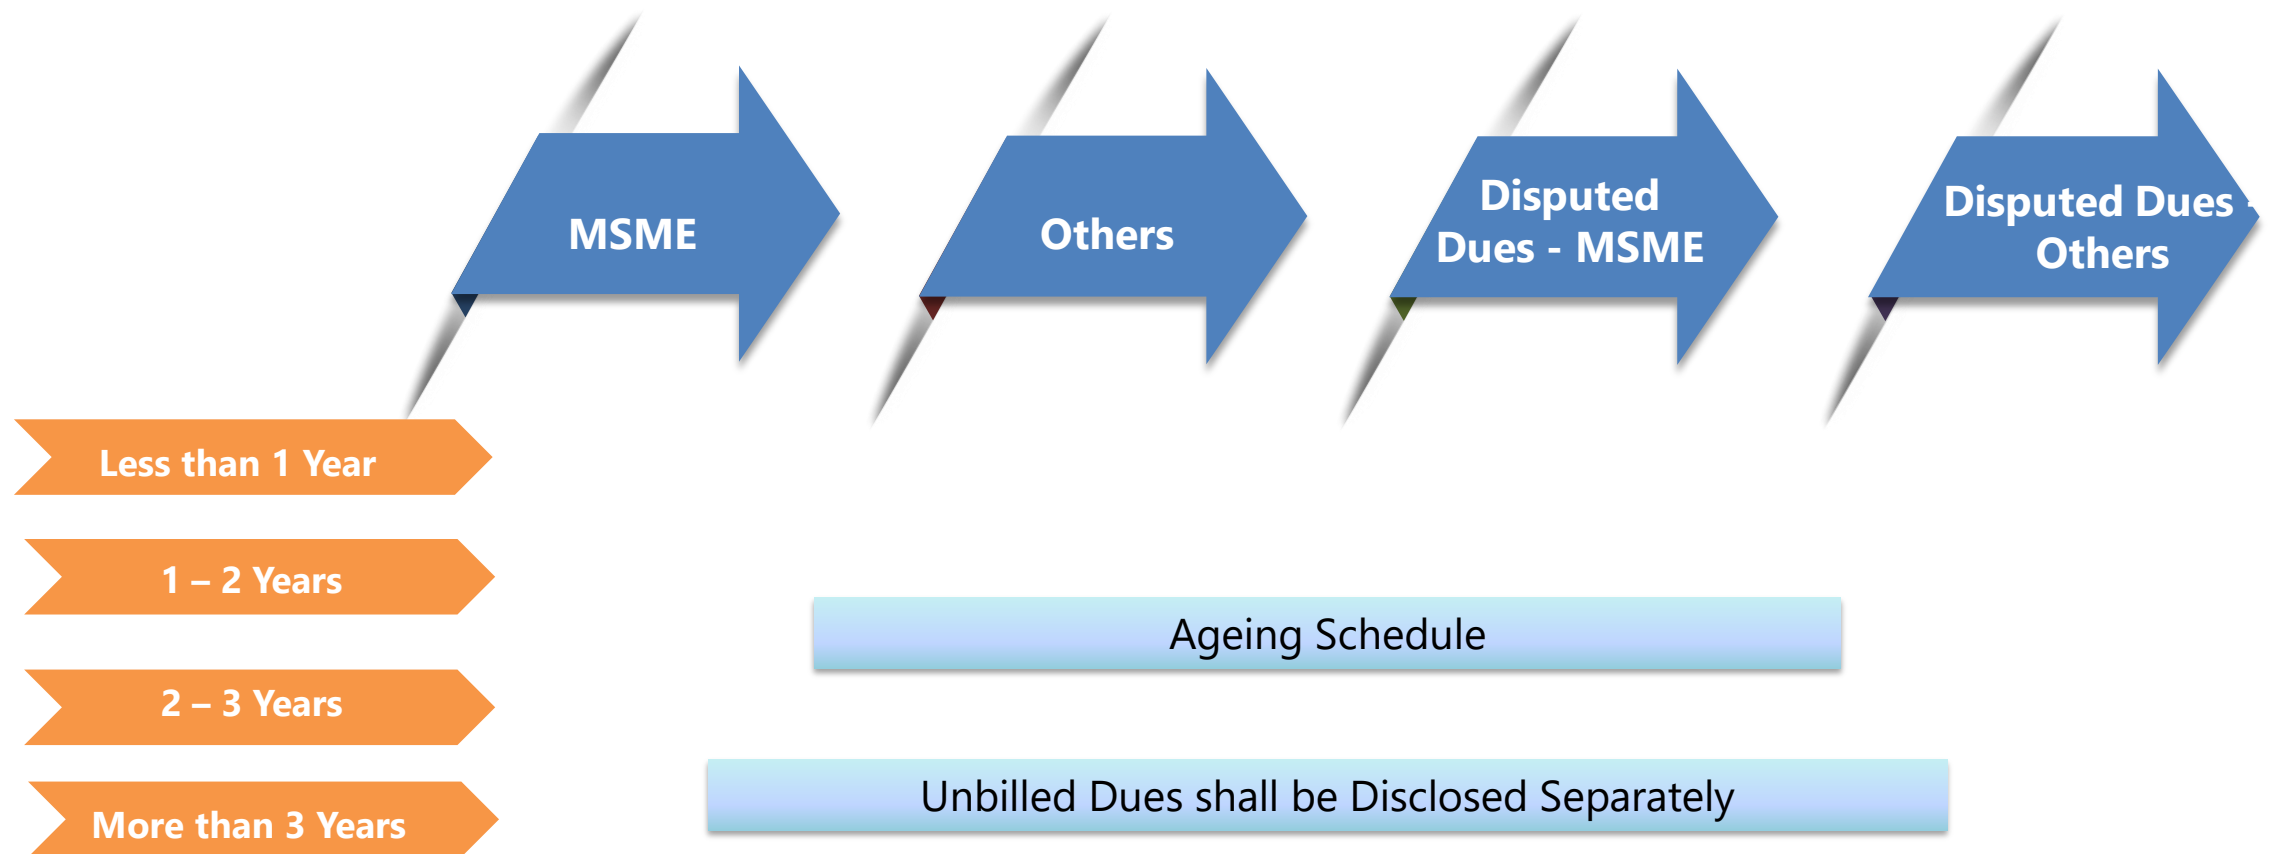 MSME
Others
Disputed
Dues - MSME
Disputed Dues -
Others
Less than 1 Year
1 – 2 Years
2 – 3 Years
More than 3 Years
Ageing Schedule
Unbilled Dues shall be Disclosed Separately